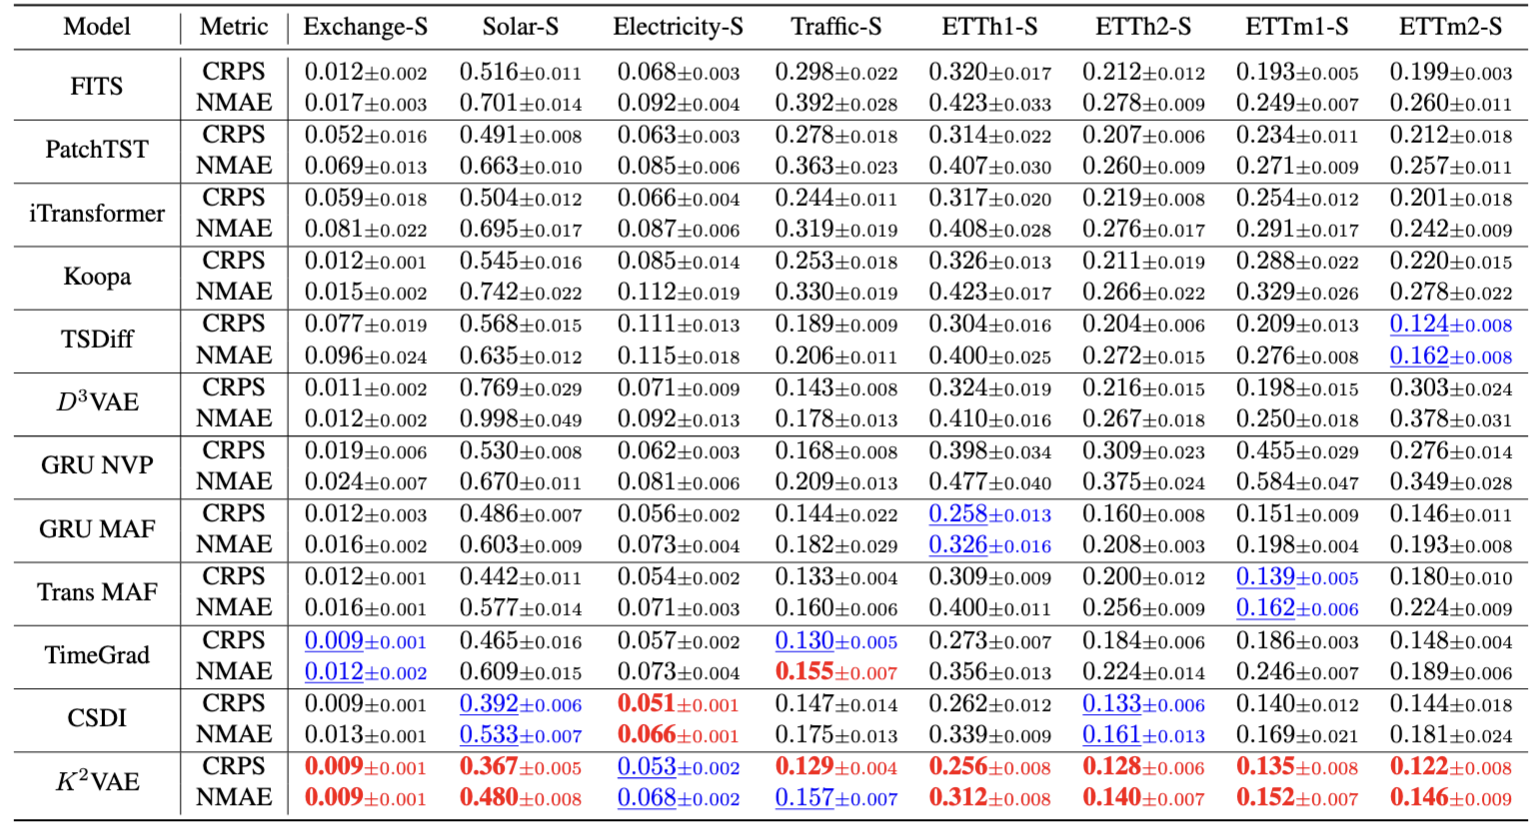 Model Metric Exchange-S Solar-S Electricity-S Traffic-S ETTh1-S ETTh2-S ETTm1-S ETTm2-S
FITS CRPS 0.012±0.002 0.516±0.011 0.068±0.003 0.298±0.022 0.320±0.017 0.212±0.012 0.193±0.005 0.199±0.003
NMAE 0.017±0.003 0.701±0.014 0.092±0.004 0.392±0.028 0.423±0.033 0.278±0.009 0.249±0.007 0.260±0.011
PatchTST CRPS 0.052±0.016 0.491±0.008 0.063±0.003 0.278±0.018 0.314±0.022 0.207±0.006 0.234±0.011 0.212±0.018
NMAE 0.069±0.013 0.663±0.010 0.085±0.006 0.363±0.023 0.407±0.030 0.260±0.009 0.271±0.009 0.257±0.011
iTransformer CRPS 0.059±0.018 0.504±0.012 0.066±0.004 0.244±0.011 0.317±0.020 0.219±0.008 0.254±0.012 0.201±0.018
NMAE 0.081±0.022 0.695±0.017 0.087±0.006 0.319±0.019 0.408±0.028 0.276±0.017 0.291±0.017 0.242±0.009
Koopa CRPS 0.012±0.001 0.545±0.016 0.085±0.014 0.253±0.018 0.326±0.013 0.211±0.019 0.288±0.022 0.220±0.015
NMAE 0.015±0.002 0.742±0.022 0.112±0.019 0.330±0.019 0.423±0.017 0.266±0.022 0.329±0.026 0.278±0.022
TSDiff CRPS 0.077±0.019 0.568±0.015 0.111±0.013 0.189±0.009 0.304±0.016 0.204±0.006 0.209±0.013 0.124±0.008
NMAE 0.096±0.024 0.635±0.012 0.115±0.018 0.206±0.011 0.400±0.025 0.272±0.015 0.276±0.008 0.162±0.008
D³VAE CRPS 0.011±0.002 0.769±0.029 0.071±0.009 0.143±0.008 0.324±0.019 0.216±0.015 0.198±0.015 0.303±0.024
NMAE 0.012±0.002 0.998±0.049 0.092±0.013 0.178±0.013 0.410±0.016 0.267±0.018 0.250±0.018 0.378±0.031
GRU NVP CRPS 0.019±0.006 0.530±0.008 0.062±0.003 0.168±0.008 0.398±0.034 0.309±0.023 0.455±0.029 0.276±0.014
NMAE 0.024±0.007 0.670±0.011 0.081±0.006 0.209±0.013 0.477±0.040 0.375±0.024 0.584±0.047 0.349±0.028
GRU MAF CRPS 0.012±0.003 0.486±0.007 0.056±0.002 0.144±0.022 0.258±0.013 0.160±0.008 0.151±0.009 0.146±0.011
NMAE 0.016±0.002 0.603±0.009 0.073±0.004 0.182±0.029 0.326±0.016 0.208±0.003 0.198±0.004 0.193±0.008
Trans MAF CRPS 0.012±0.001 0.442±0.011 0.054±0.002 0.133±0.004 0.309±0.009 0.200±0.012 0.139±0.005 0.180±0.010
NMAE 0.016±0.001 0.577±0.014 0.071±0.003 0.160±0.006 0.400±0.011 0.256±0.009 0.162±0.006 0.224±0.009
TimeGrad CRPS 0.009±0.001 0.465±0.016 0.057±0.002 0.130±0.005 0.273±0.007 0.184±0.006 0.186±0.003 0.148±0.004
NMAE 0.012±0.002 0.609±0.015 0.073±0.004 0.155±0.007 0.356±0.013 0.224±0.014 0.246±0.007 0.189±0.006
CSDI CRPS 0.009±0.001 0.392±0.006 0.051±0.001 0.147±0.014 0.262±0.012 0.133±0.006 0.140±0.012 0.144±0.018
NMAE 0.013±0.001 0.533±0.007 0.066±0.001 0.175±0.013 0.339±0.009 0.161±0.013 0.169±0.021 0.181±0.024
K²VAE CRPS 0.009±0.001 0.367±0.005 0.053±0.002 0.129±0.004 0.256±0.008 0.128±0.006 0.135±0.008 0.122±0.008
NMAE 0.009±0.001 0.480±0.008 0.068±0.002 0.157±0.007 0.312±0.008 0.140±0.007 0.152±0.007 0.146±0.009